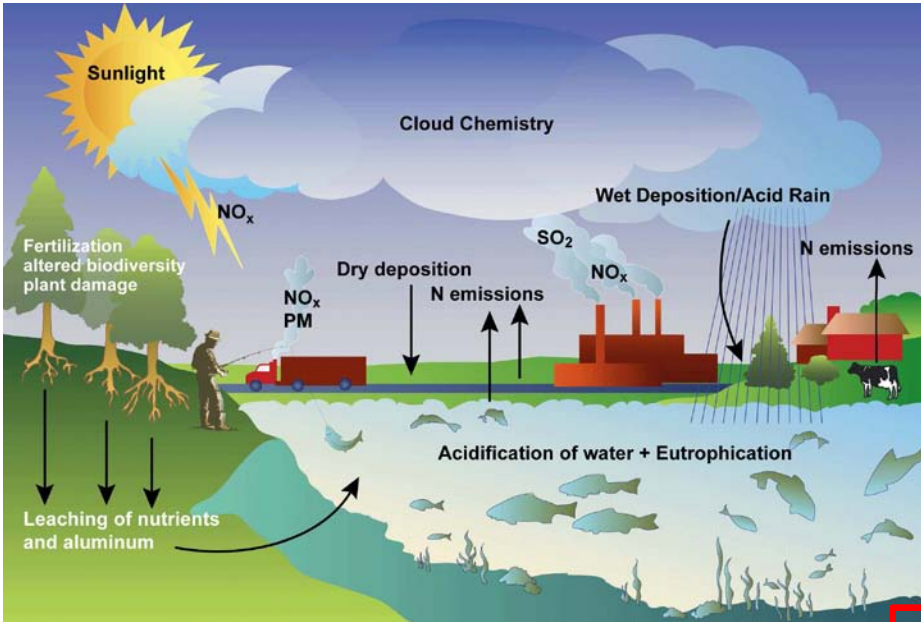 Sunlight
Cloud Chemistry
NOx
Wet Deposition/Acid Rain
SO2
NOx
N emissions
Fertilization
altered biodiversity
plant damage
Dry deposition
N emissions
NOx
PM
Acidification of water + Eutrophication
Leaching of nutrients
and aluminum